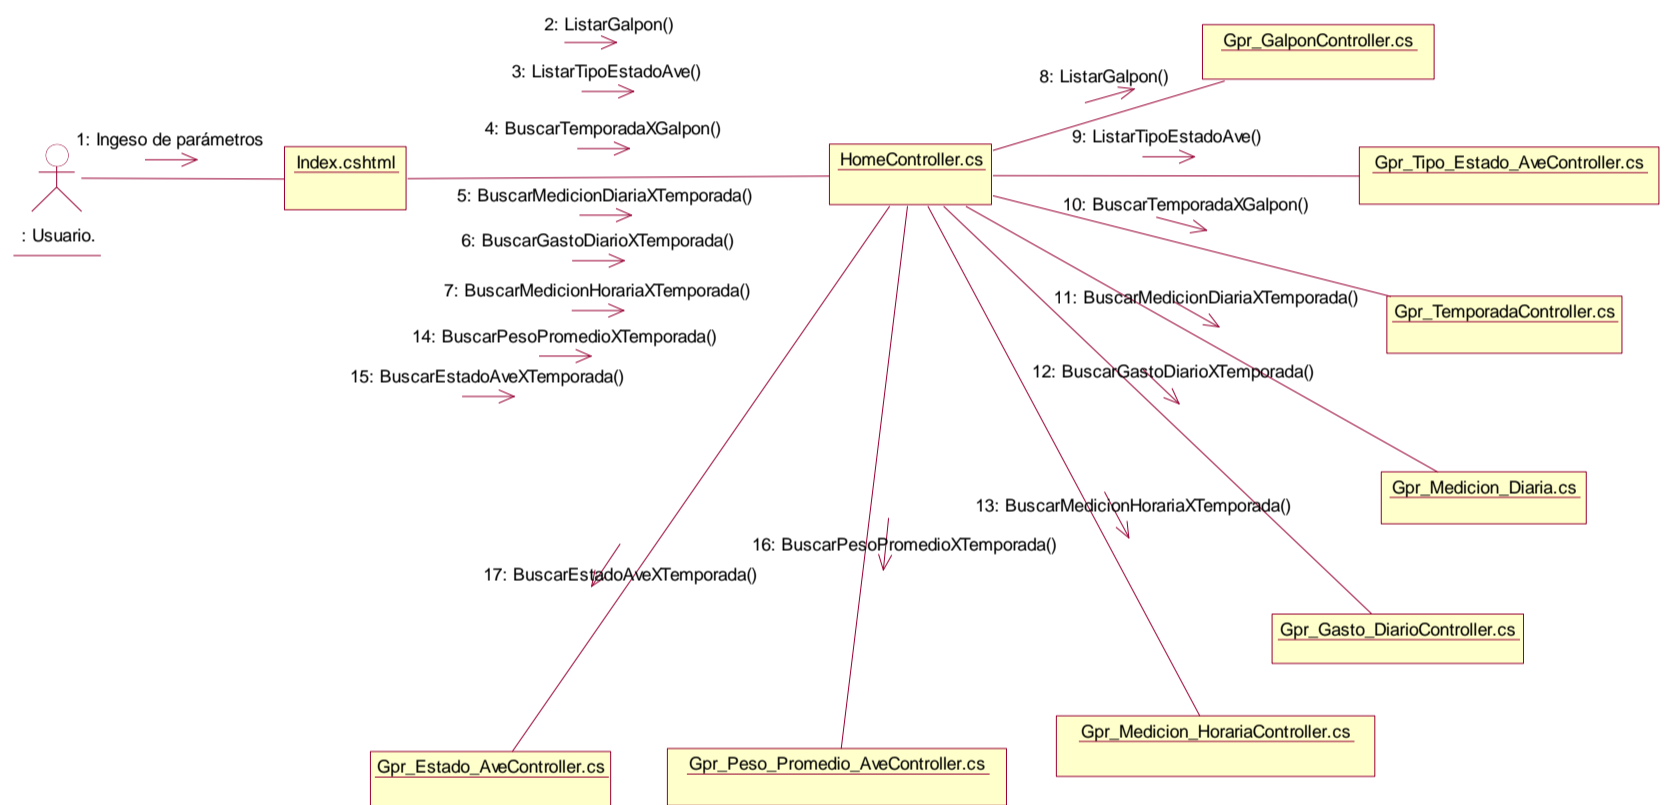 2: ListarGalpon()
Gpr_GalponController.cs
3: ListarTipoEstadoAve()
8: ListarGalpon()
1: Ingeso de parámetros
4: BuscarTemporadaXGalpon()
9: ListarTipoEstadoAve()
Index.cshtml
HomeController.cs
Gpr_Tipo_Estado_AveController.cs
5: BuscarMedicionDiariaXTemporada()
10: BuscarTemporadaXGalpon()
: Usuario.
6: BuscarGastoDiarioXTemporada()
7: BuscarMedicionHorariaXTemporada()
11: BuscarMedicionDiariaXTemporada()
Gpr_TemporadaController.cs
14: BuscarPesoPromedioXTemporada()
15: BuscarEstadoAveXTemporada()
12: BuscarGastoDiarioXTemporada()
Gpr_Medicion_Diaria.cs
13: BuscarMedicionHorariaXTemporada()
16: BuscarPesoPromedioXTemporada()
17: BuscarEstadoAveXTemporada()
Gpr_Gasto_DiarioController.cs
Gpr_Medicion_HorariaController.cs
Gpr_Estado_AveController.cs
Gpr_Peso_Promedio_AveController.cs